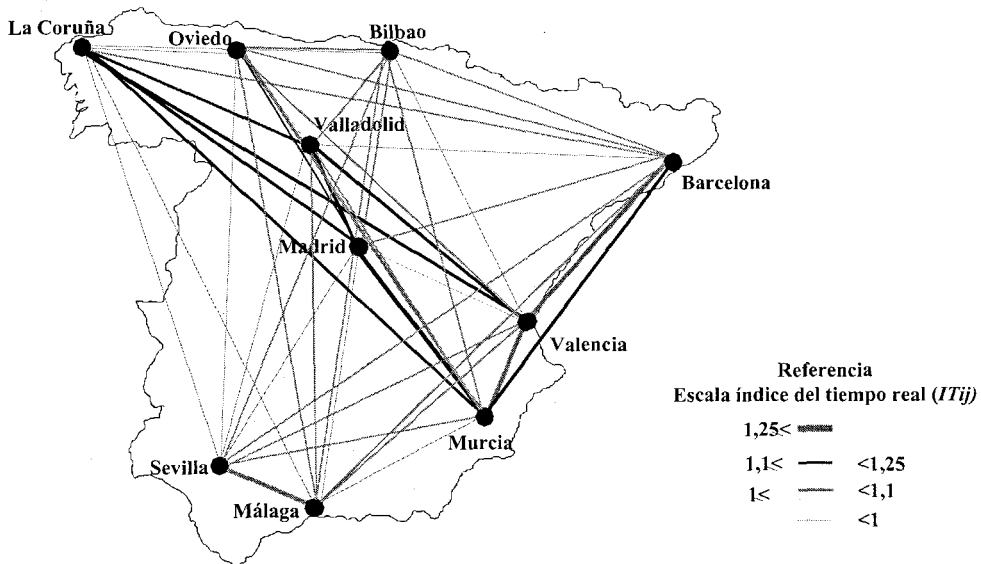 La Coruña
Oviedo
Bilbao
Valladolid
Barcelona
Madrid
Valencia
Murcia
Sevilla
Málaga
Referencia
Escala índice del tiempo real (ITij)
1,25<
1,1< <1,25
1< <1,1
<1